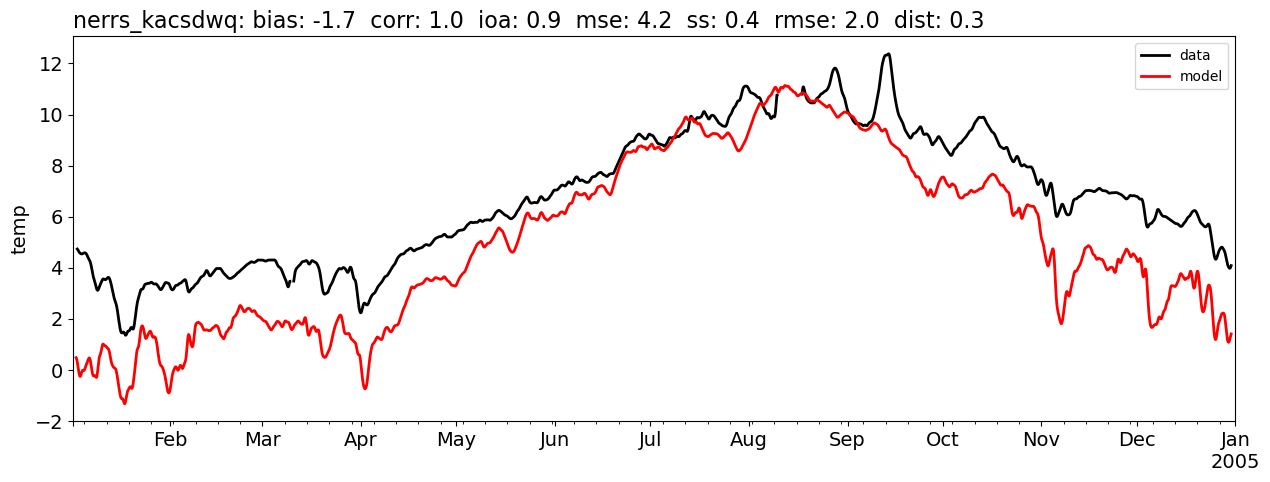 nerrs_kacsdwq: bias: -1.7  corr: 1.0  ioa: 0.9  mse: 4.2  ss: 0.4  rmse: 2.0  dist: 0.3
data
model
12
10
8
6
4
2
0
−2
temp
Feb Mar Apr May Jun Jul Aug Sep Oct Nov Dec Jan
2005